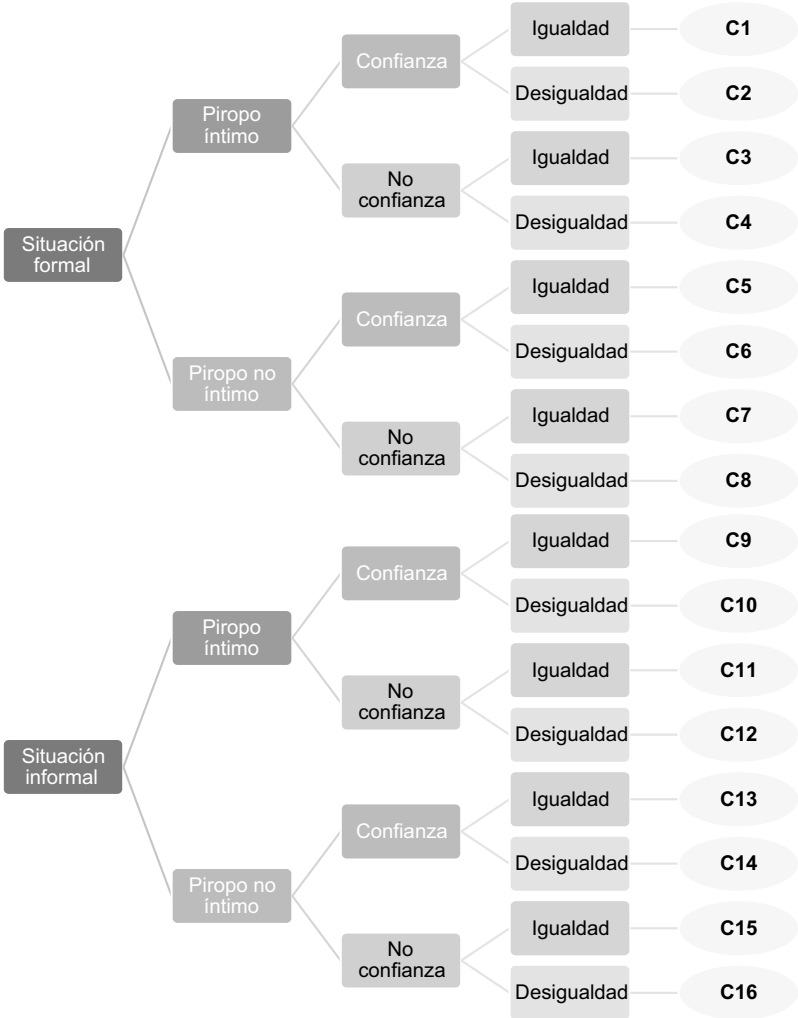 Situación
formal
Piropo
íntimo
Confianza
Igualdad
C1
Desigualdad
C2
No
confianza
Igualdad
C3
Desigualdad
C4
Piropo no
íntimo
Confianza
Igualdad
C5
Desigualdad
C6
No
confianza
Igualdad
C7
Desigualdad
C8
Situación
informal
Piropo
íntimo
Confianza
Igualdad
C9
Desigualdad
C10
No
confianza
Igualdad
C11
Desigualdad
C12
Piropo no
íntimo
Confianza
Igualdad
C13
Desigualdad
C14
No
confianza
Igualdad
C15
Desigualdad
C16